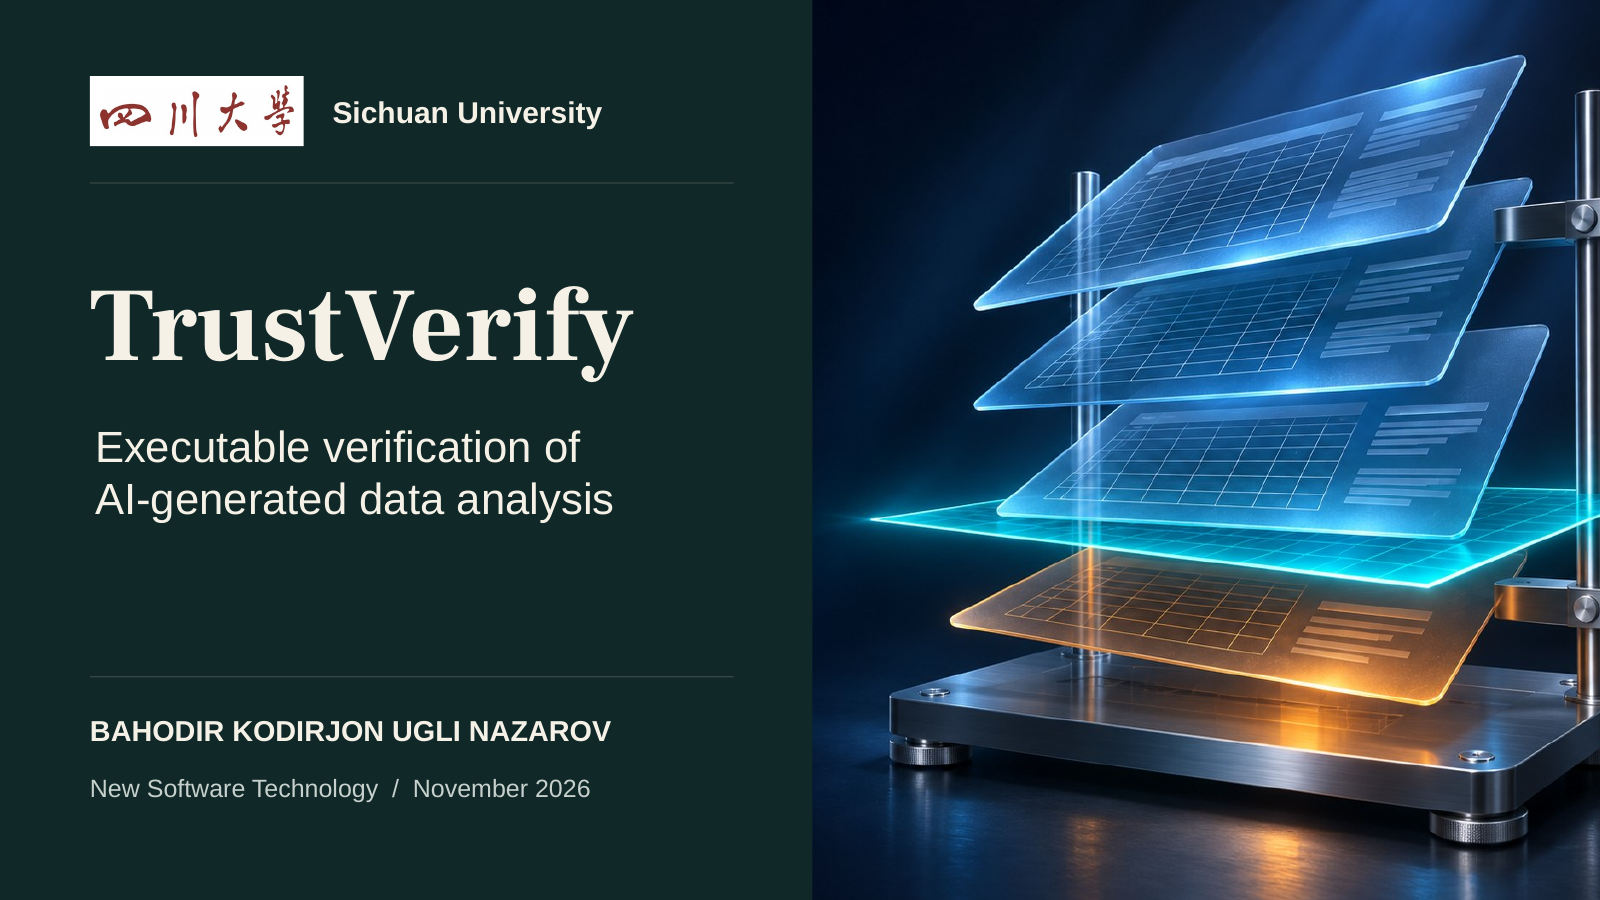 四川大學
Sichuan University
TrustVerify
Executable verification of
AI-generated data analysis
BAHODIR KODIRJON UGLI NAZAROV
New Software Technology / November 2026